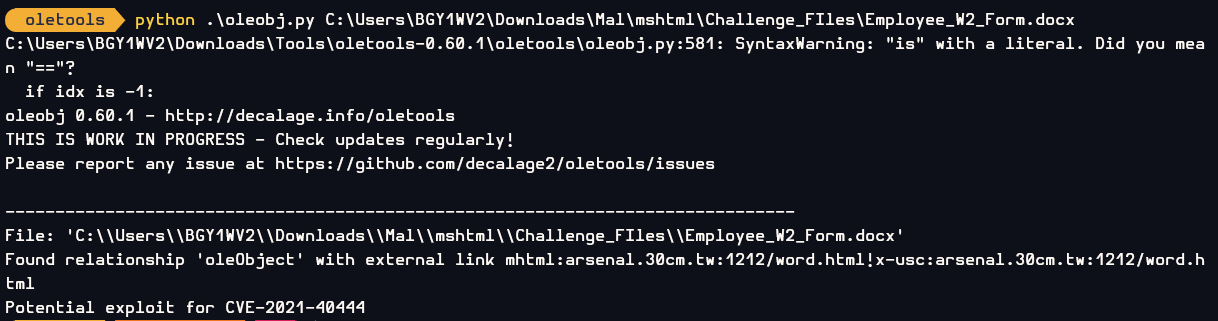 oletools python .\oleobj.py C:\Users\BGY1WV2\Downloads\Mal\mshtml\Challenge_FIles\Employee_W2_Form.docx
C:\Users\BGY1WV2\Downloads\Tools\oletools-0.60.1\oletools\oleobj.py:581: SyntaxWarning: "is" with a literal. Did you mea
n "=="?
  if idx is -1:
oleobj 0.60.1 - http://decalage.info/oletools
THIS IS WORK IN PROGRESS - Check updates regularly!
Please report any issue at https://github.com/decalage2/oletools/issues

-------------------------------------------------------------------------------
File: 'C:\\Users\\BGY1WV2\\Downloads\\Mal\\mshtml\\Challenge_FIles\\Employee_W2_Form.docx'
Found relationship 'oleObject' with external link mhtml:arsenal.30cm.tw:1212/word.html!x-usc:arsenal.30cm.tw:1212/word.h
tml
Potential exploit for CVE-2021-40444